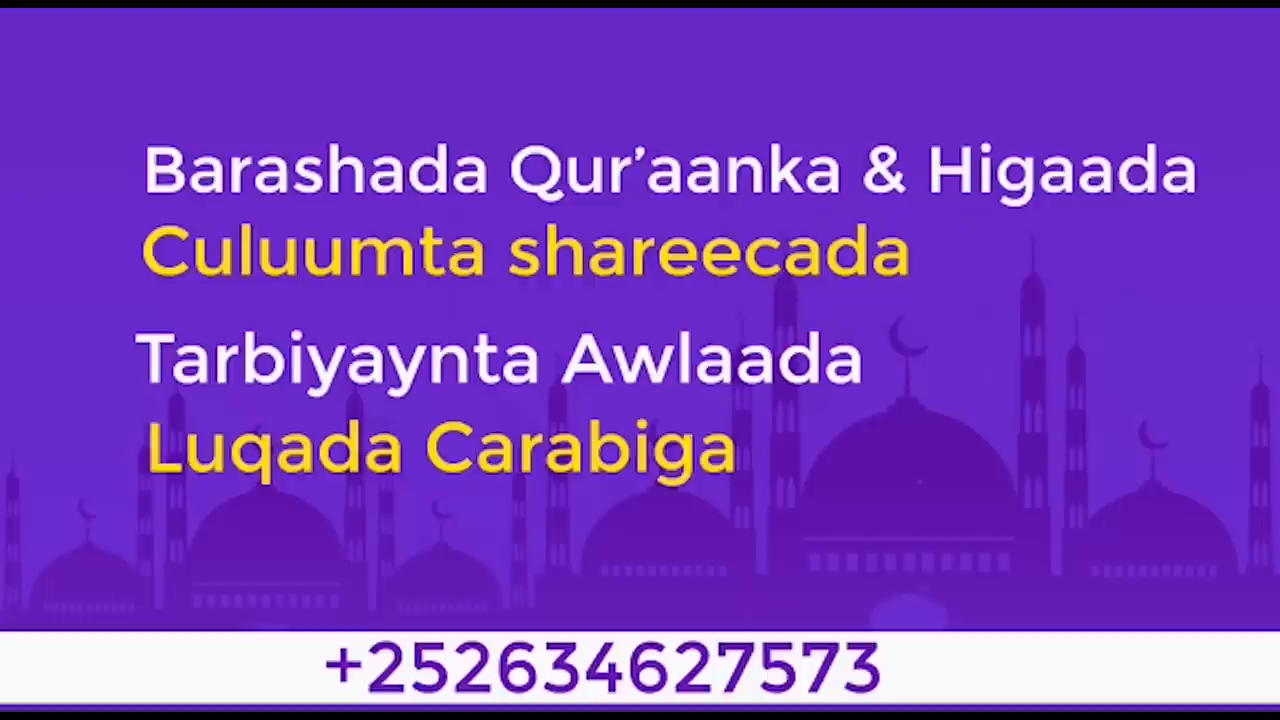 Barashada Qur’aanka & Higaada
Culuumta shareecada
Tarbiyaynta Awlaada
Luqada Carabiga
+252634627573